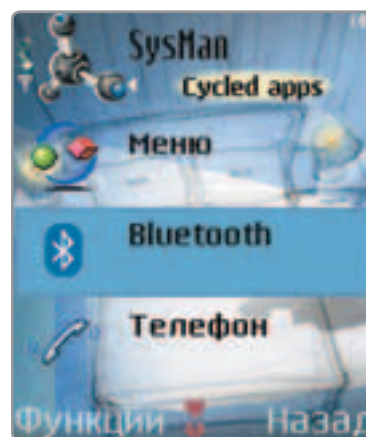 SysMan
Cycled apps
Меню
Bluetooth
Телефон
Функции Назад